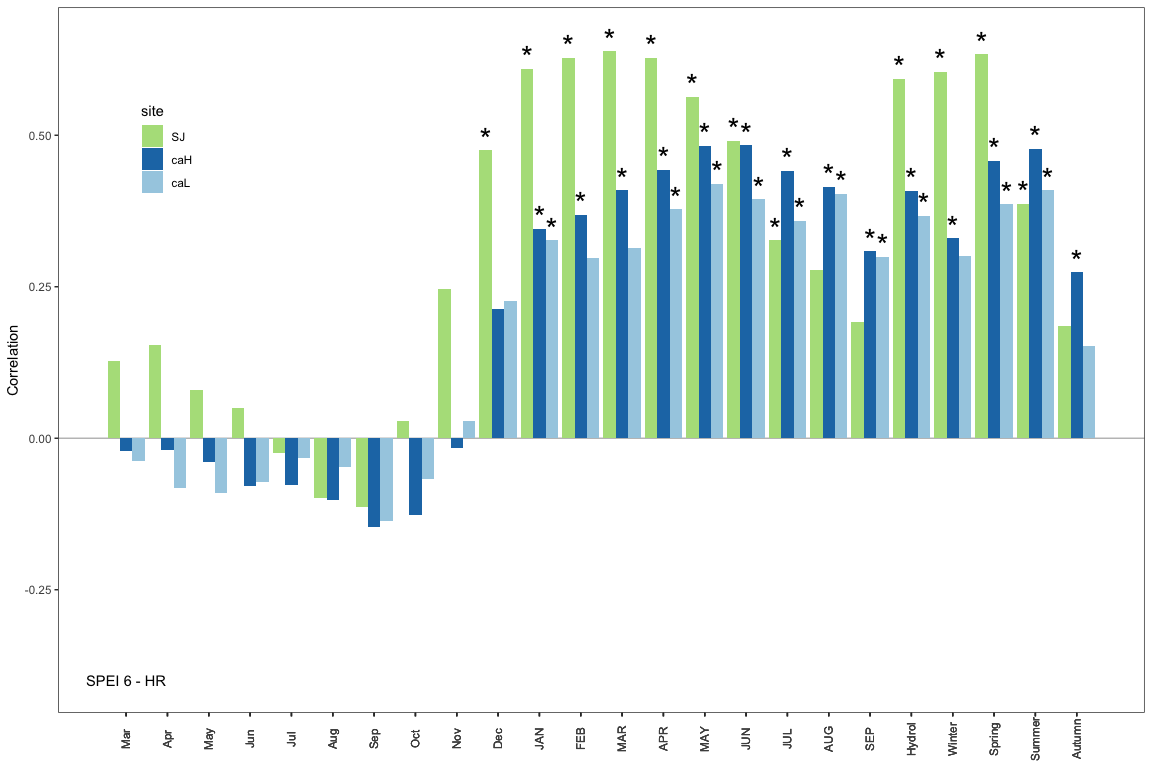 site
SJ
caH
caL
Correlation
0.50
0.25
0.00
-0.25
* * * * * * * * * * * * * * * * * * * * * * * * * * * * * * * * * * * * *
SPEI 6 - HR
Mar Apr May Jun Jul Aug Sep Oct Nov Dec JAN FEB MAR APR MAY JUN JUL AUG SEP Hydrol Winter Spring Summer Autumn